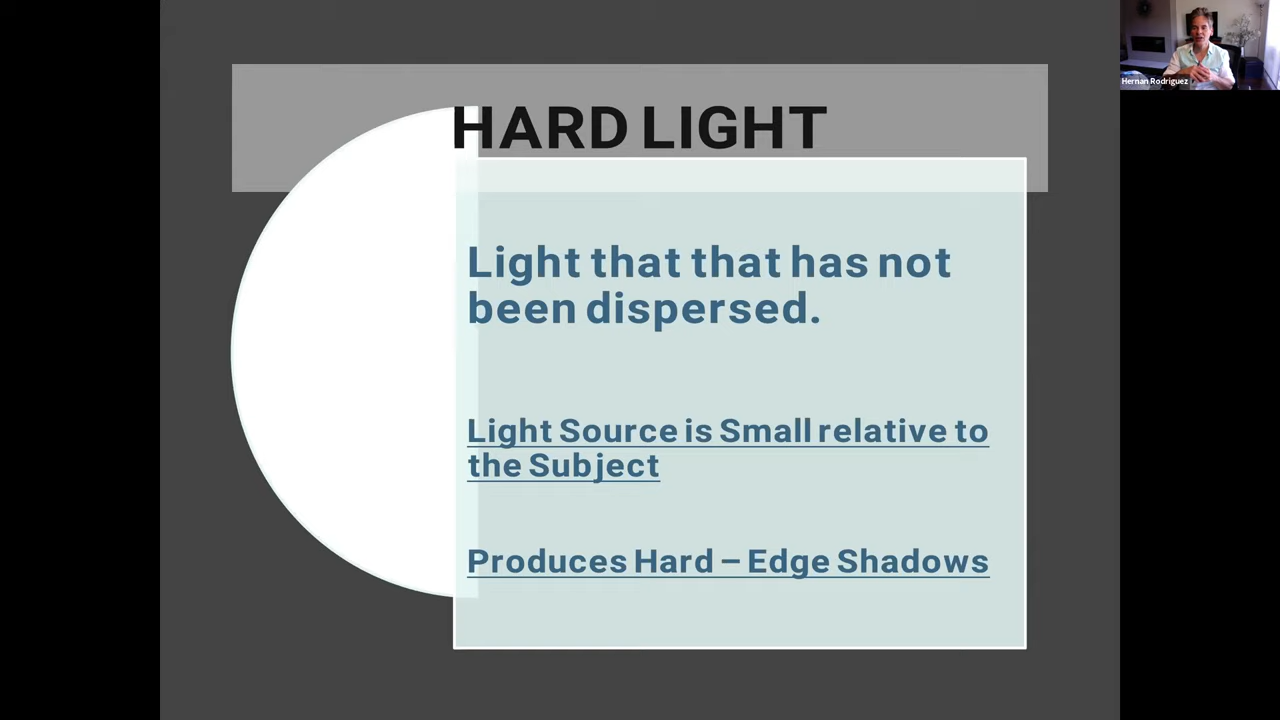 HARD LIGHT
Light that that has not
been dispersed.
Light Source is Small relative to
the Subject
Produces Hard – Edge Shadows
Hernan Rodriguez